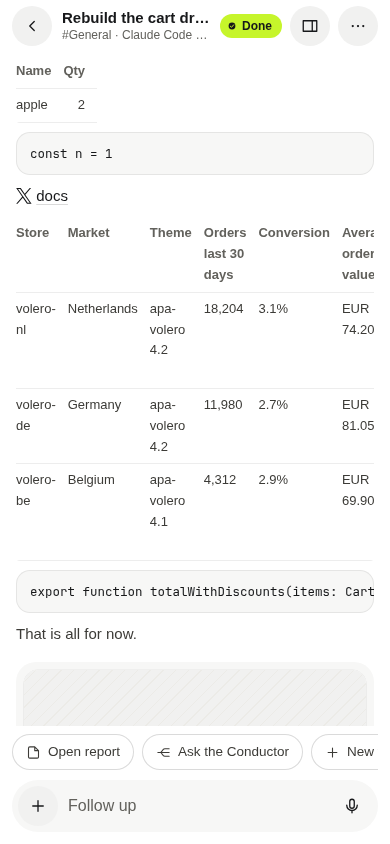 Rebuild the cart dr...
#General · Claude Code ...
Done
Name Qty
apple 2
const n = 1
docs
Store Market Theme Orders last 30 days Conversion Avera order value
volero-nl Netherlands apa-volero 4.2 18,204 3.1% EUR 74.20
volero-de Germany apa-volero 4.2 11,980 2.7% EUR 81.05
volero-be Belgium apa-volero 4.1 4,312 2.9% EUR 69.90
export function totalWithDiscounts(items: Cart
That is all for now.
Open report Ask the Conductor New
Follow up